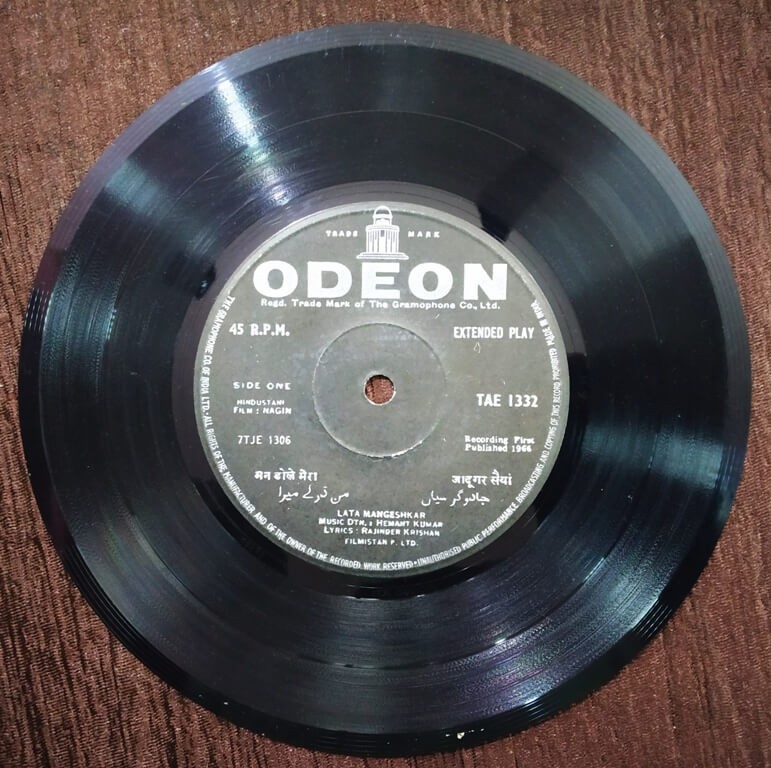 TRADE MARK
ODEON
Regd. Trade Mark of The Gramophone Co., Ltd.
45 R.P.M. EXTENDED PLAY
SIDE ONE
HINDUSTANI
FILM : NAGIN
TAE 1332
7TJE 1306
Recording First
Published 1966
मन डोले मेरा जादूगर सैयां
من ڈولے میرا جادوگر سیاں
LATA MANGESHKAR
MUSIC DTN. : HEMANT KUMAR
LYRICS : RAJINDER KRISHAN
FILMISTAN P. LTD.
THE GRAMOPHONE CO. OF INDIA LTD. · ALL RIGHTS OF THE MANUFACTURER AND OF THE OWNER OF THE RECORDED WORK RESERVED · UNAUTHORISED PUBLIC PERFORMANCE, BROADCASTING AND COPYING OF THIS RECORD PROHIBITED MADE IN INDIA